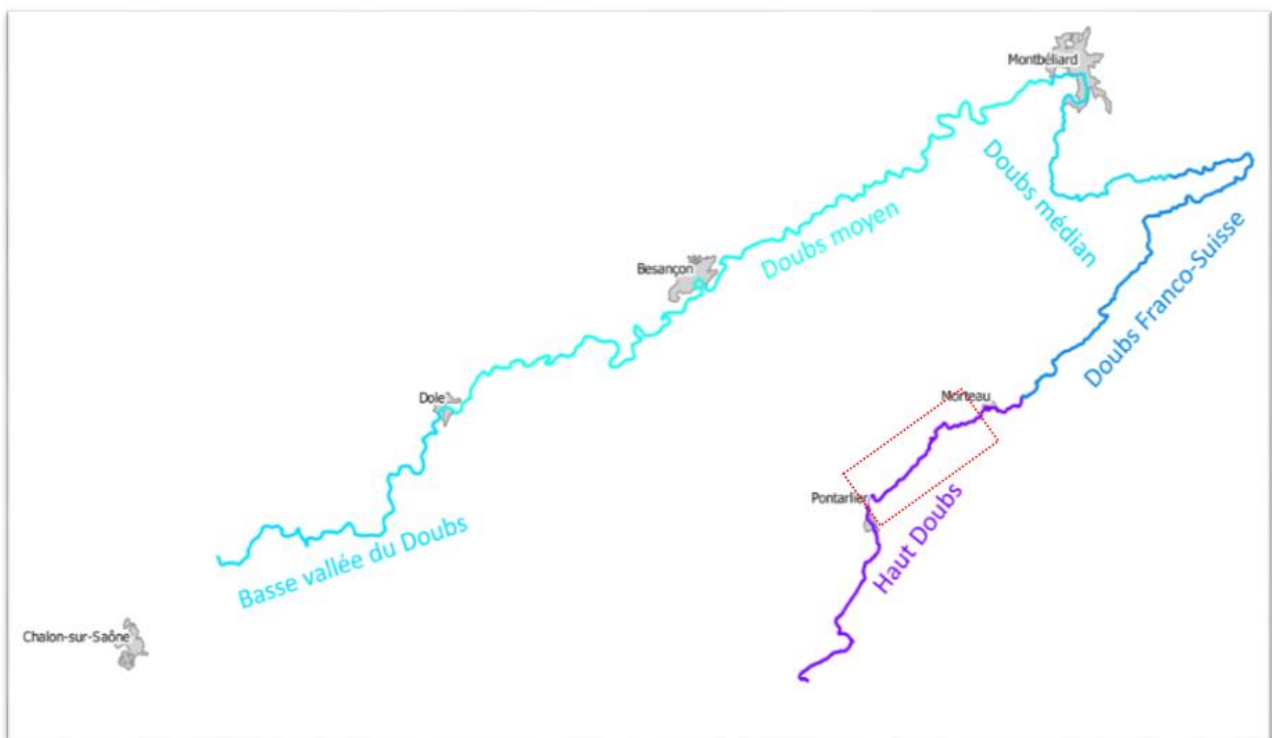 Montbéliard
Doubs médian
Doubs moyen
Besançon
Doubs Franco-Suisse
Dole
Morteau
Pontarlier
Haut Doubs
Basse vallée du Doubs
Chalon-sur-Saône